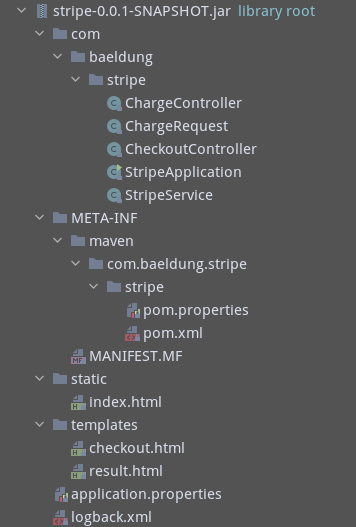 stripe-0.0.1-SNAPSHOT.jar library root
com
baeldung
stripe
C ChargeController
C ChargeRequest
C CheckoutController
C StripeApplication
C StripeService
META-INF
maven
com.baeldung.stripe
stripe
pom.properties
pom.xml
MF MANIFEST.MF
static
H index.html
templates
H checkout.html
H result.html
application.properties
logback.xml